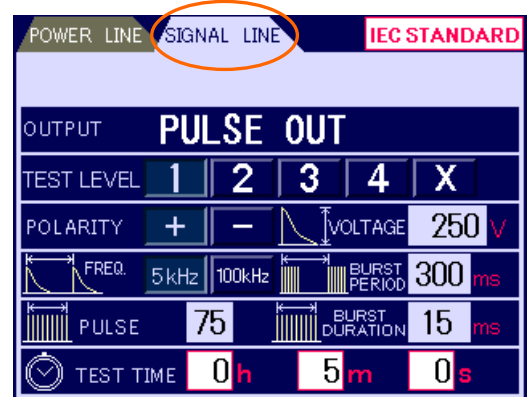 POWER LINE SIGNAL LINE IEC STANDARD
OUTPUT PULSE OUT
TEST LEVEL 1 2 3 4 X
POLARITY + - VOLTAGE 250 V
FREQ. 5kHz 100kHz BURST PERIOD 300 ms
PULSE 75 BURST DURATION 15 ms
TEST TIME 0 h 5 m 0 s